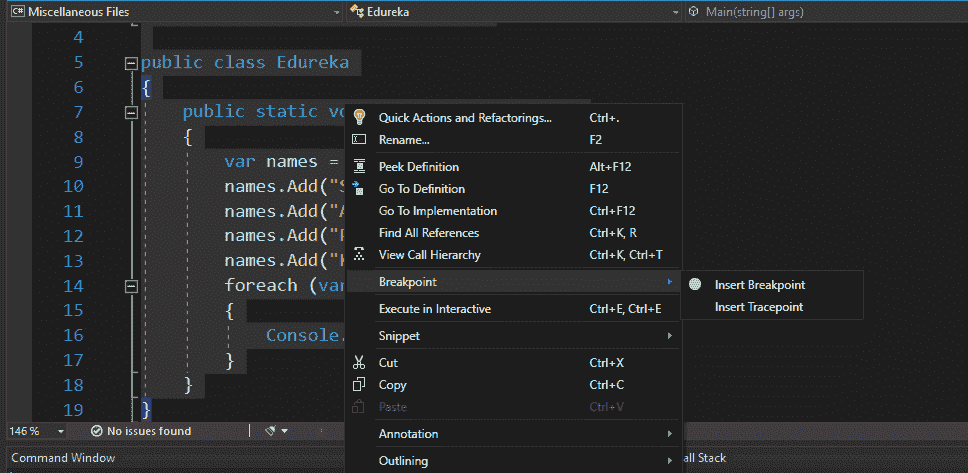 C# Miscellaneous Files Edureka Main(string[] args)
4
5 public class Edureka
6 {
7 public static
8 {
9 var names =
10 names.Add("
11 names.Add("
12 names.Add("
13 names.Add("
14 foreach (var
15 {
16 Console.
17 }
18 }
19 }
Quick Actions and Refactorings... Ctrl+.
Rename... F2
Peek Definition Alt+F12
Go To Definition F12
Go To Implementation Ctrl+F12
Find All References Ctrl+K, R
View Call Hierarchy Ctrl+K, Ctrl+T
Breakpoint
Insert Breakpoint
Insert Tracepoint
Execute in Interactive Ctrl+E, Ctrl+E
Snippet
Cut Ctrl+X
Copy Ctrl+C
Paste Ctrl+V
Annotation
Outlining
146 % No issues found
Command Window all Stack